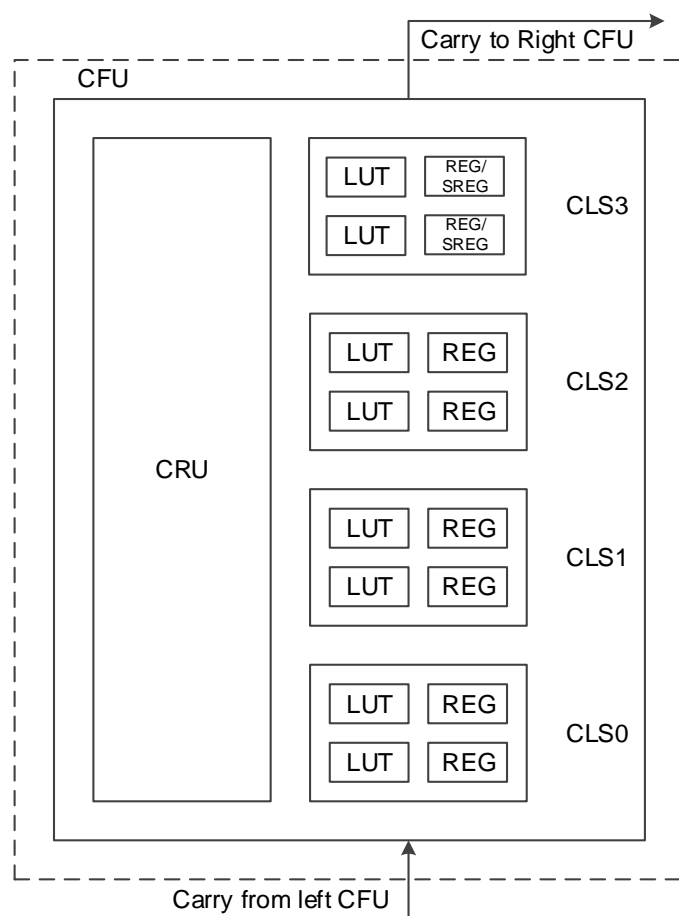 Carry to Right CFU
CFU
LUT
REG/
SREG
LUT
REG/
SREG
CLS3
LUT
REG
LUT
REG
CLS2
CRU
LUT
REG
LUT
REG
CLS1
LUT
REG
LUT
REG
CLS0
Carry from left CFU